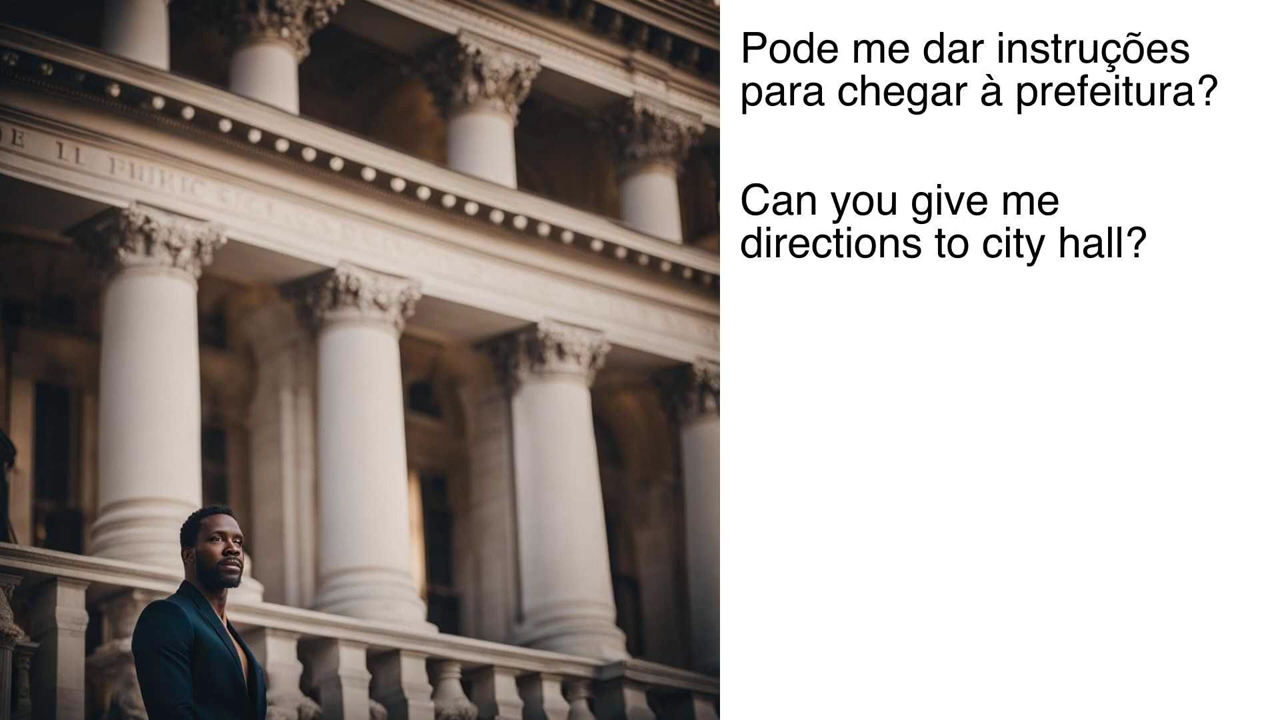 Pode me dar instruções
para chegar à prefeitura?
Can you give me
directions to city hall?